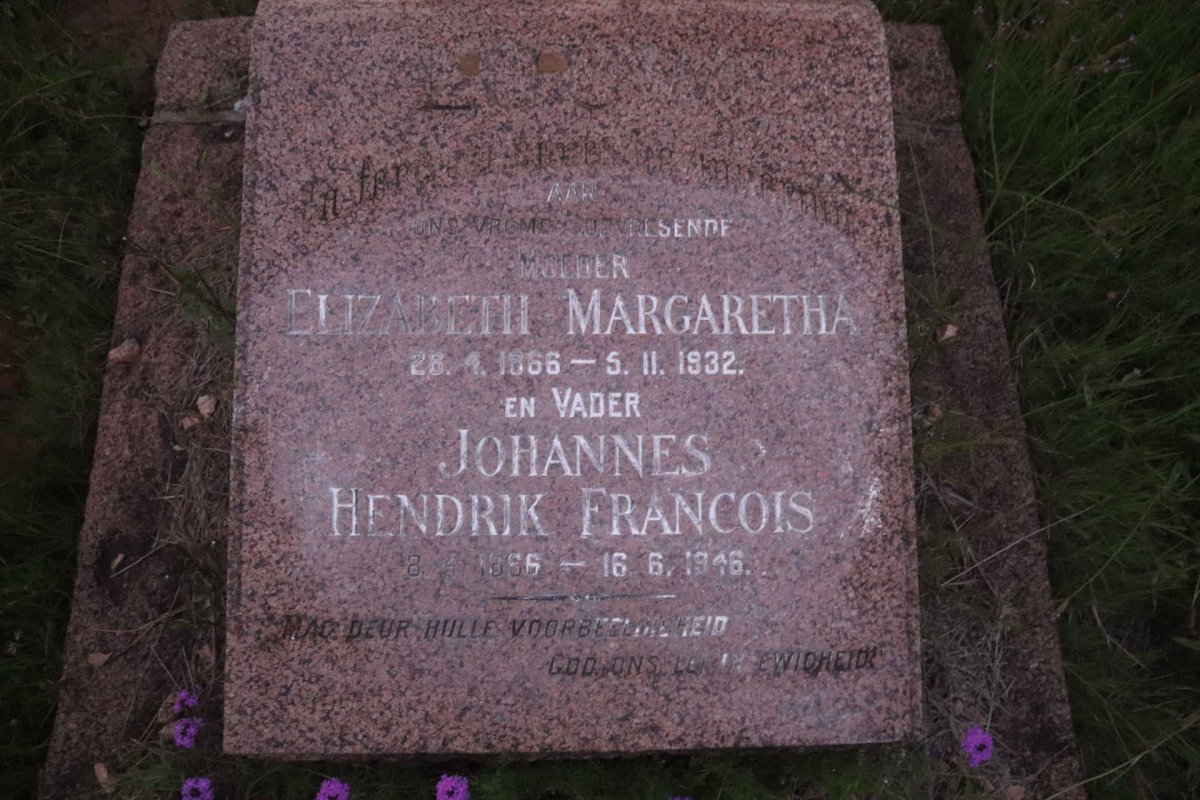 AAN
ONS VROME GODVRESENDE
MOEDER
ELIZABETH MARGARETHA
28. 4. 1866 — 5. 11. 1932.
EN VADER
JOHANNES
HENDRIK FRANCOIS
8. 4. 1866 — 16. 6. 1946.
MAG DEUR HULLE VOORBEELDIGHEID
GOD ONS LEI IN EWIGHEID!